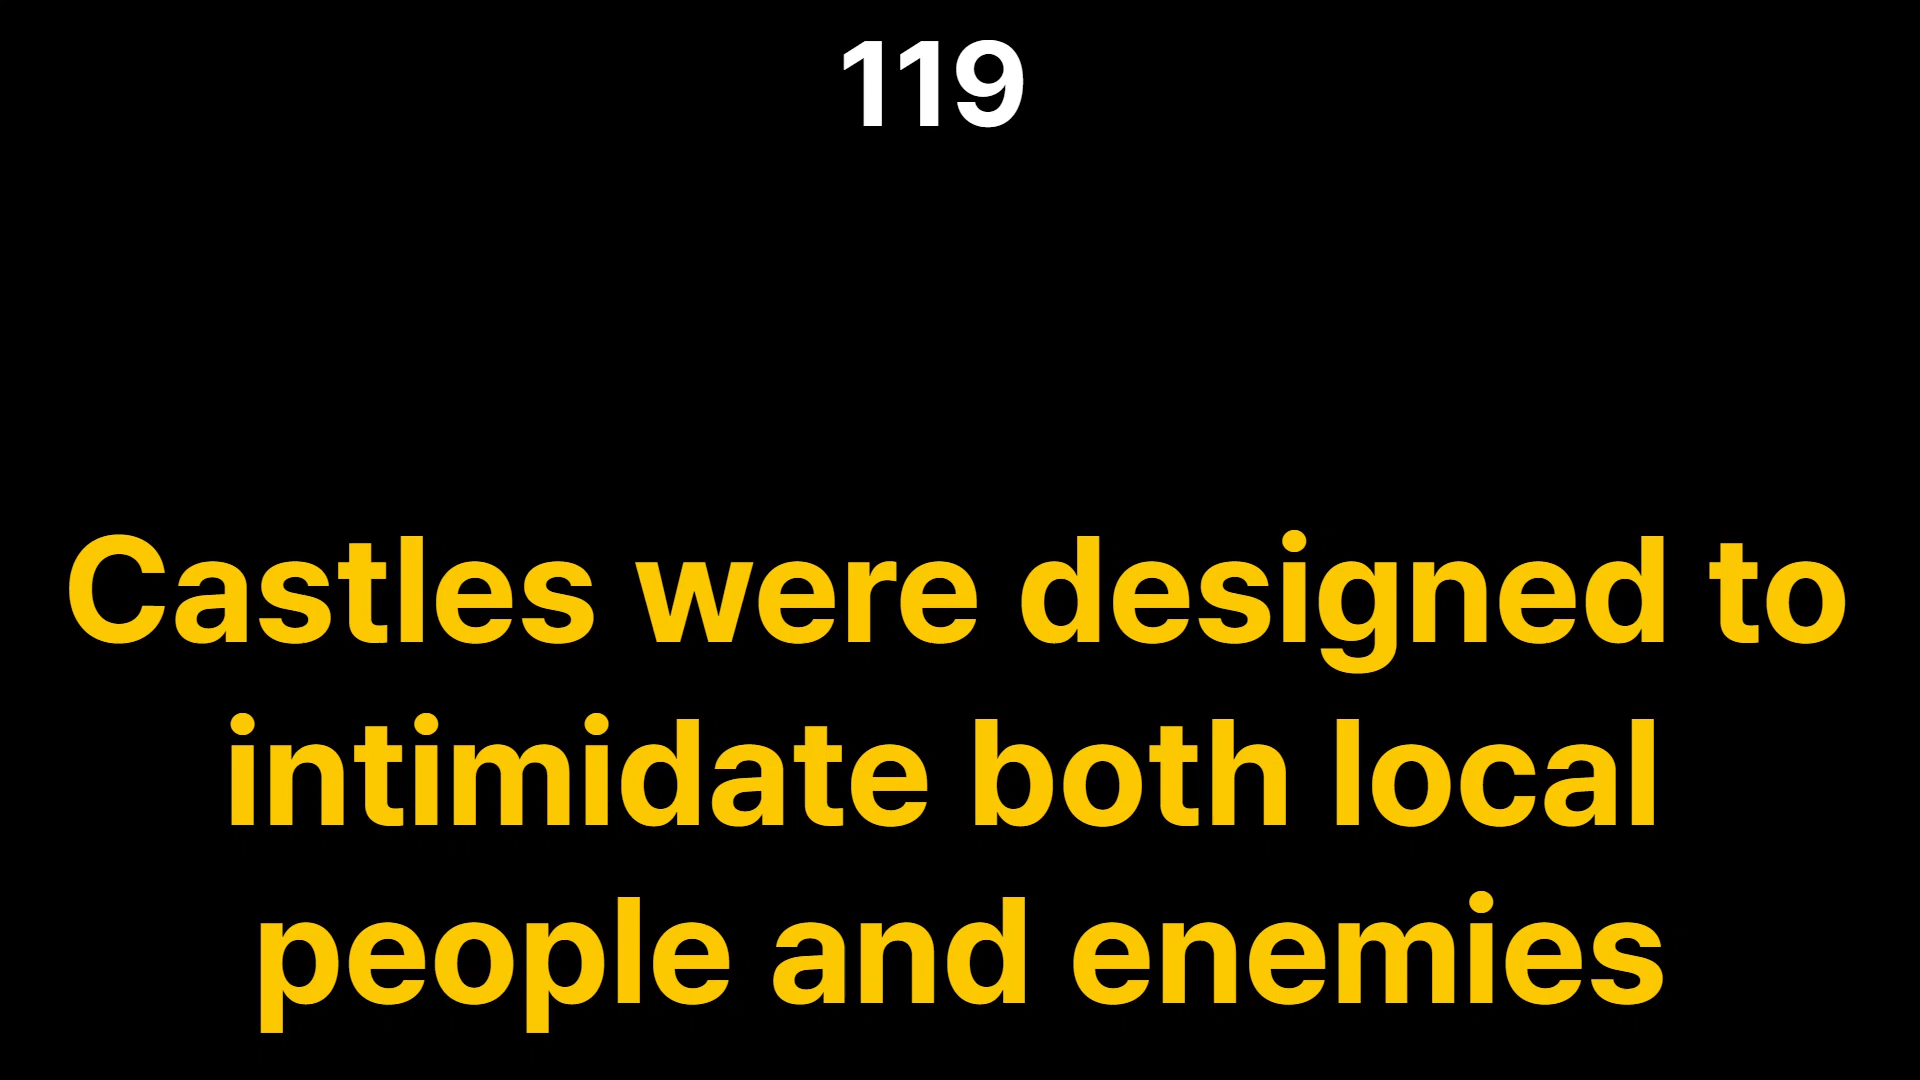 119
Castles were designed to
intimidate both local
people and enemies